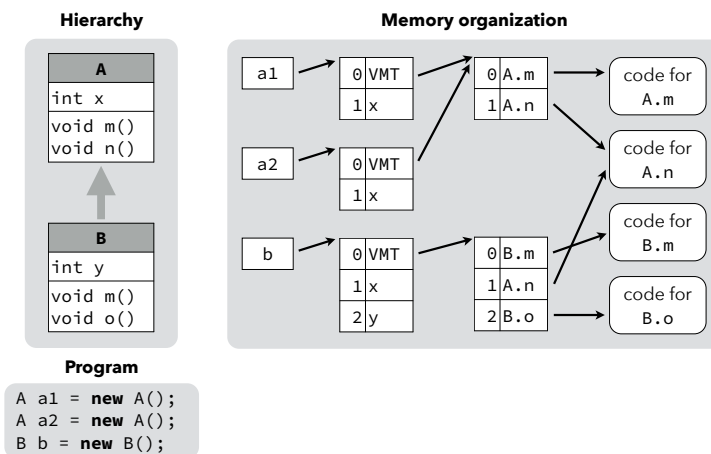 Hierarchy
A
int x
void m()
void n()
B
int y
void m()
void o()
Program
A a1 = new A();
A a2 = new A();
B b = new B();
Memory organization
a1
0 VMT
1 x
0 A.m
1 A.n
code for
A.m
a2
0 VMT
1 x
code for
A.n
b
0 VMT
1 x
2 y
0 B.m
1 A.n
2 B.o
code for
B.m
code for
B.o